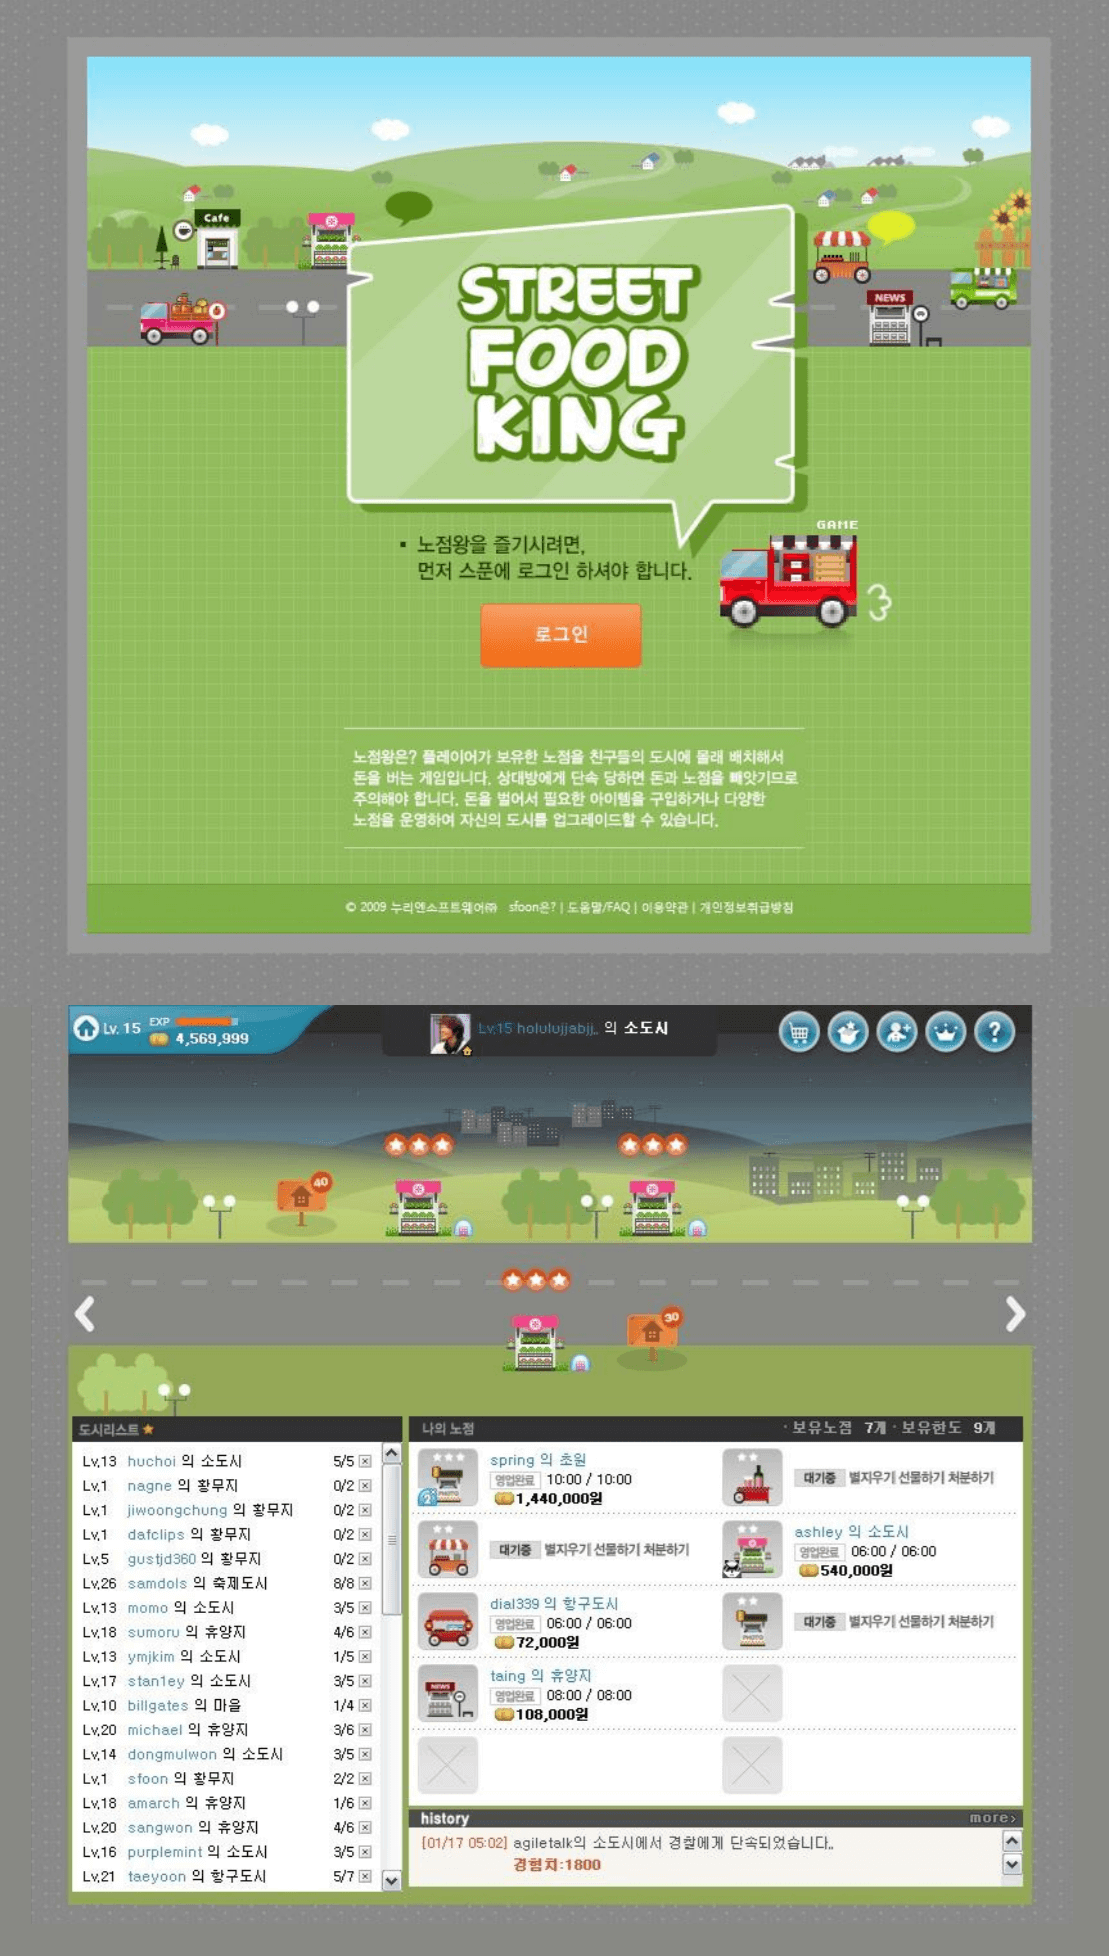 Cafe
NEWS
STREET
FOOD
KING
GAME
▪ 노점왕을 즐기시려면,
먼저 스푼에 로그인 하셔야 합니다.
로그인
노점왕은? 플레이어가 보유한 노점을 친구들의 도시에 몰래 배치해서
돈을 버는 게임입니다. 상대방에게 단속 당하면 돈과 노점을 빼앗기므로
주의해야 합니다. 돈을 벌어서 필요한 아이템을 구입하거나 다양한
노점을 운영하여 자신의 도시를 업그레이드할 수 있습니다.
© 2009 누리엔소프트웨어㈜ sfoon은? | 도움말/FAQ | 이용약관 | 개인정보취급방침
Lv. 15 EXP
4,569,999
Lv.15 holulujjabjj.. 의 소도시
?
40
30
도시리스트
Lv.13 huchoi 의 소도시 5/5
Lv.1 nagne 의 황무지 0/2
Lv.1 jiwoongchung 의 황무지 0/2
Lv.1 dafclips 의 황무지 0/2
Lv.5 gustjd360 의 황무지 0/2
Lv.26 samdols 의 축제도시 8/8
Lv.13 momo 의 소도시 3/5
Lv.18 sumoru 의 휴양지 4/6
Lv.13 ymjkim 의 소도시 1/5
Lv.17 stan1ey 의 소도시 3/5
Lv.10 billgates 의 마을 1/4
Lv.20 michael 의 휴양지 3/6
Lv.14 dongmulwon 의 소도시 3/5
Lv.1 sfoon 의 황무지 2/2
Lv.18 amarch 의 휴양지 1/6
Lv.20 sangwon 의 휴양지 4/6
Lv.16 purplemint 의 소도시 3/5
Lv.21 taeyoon 의 항구도시 5/7
나의 노점 · 보유노점 7개 · 보유한도 9개
PHOTO
2
spring 의 초원
영업완료 10:00 / 10:00
1,440,000원
대기중 별지우기 선물하기 처분하기
대기중 별지우기 선물하기 처분하기
ashley 의 소도시
영업완료 06:00 / 06:00
540,000원
dial339 의 항구도시
영업완료 06:00 / 06:00
72,000원
PHOTO
대기중 별지우기 선물하기 처분하기
NEWS
taing 의 휴양지
영업완료 08:00 / 08:00
108,000원
history more>
[01/17 05:02] agiletalk의 소도시에서 경찰에게 단속되었습니다..
경험치:1800